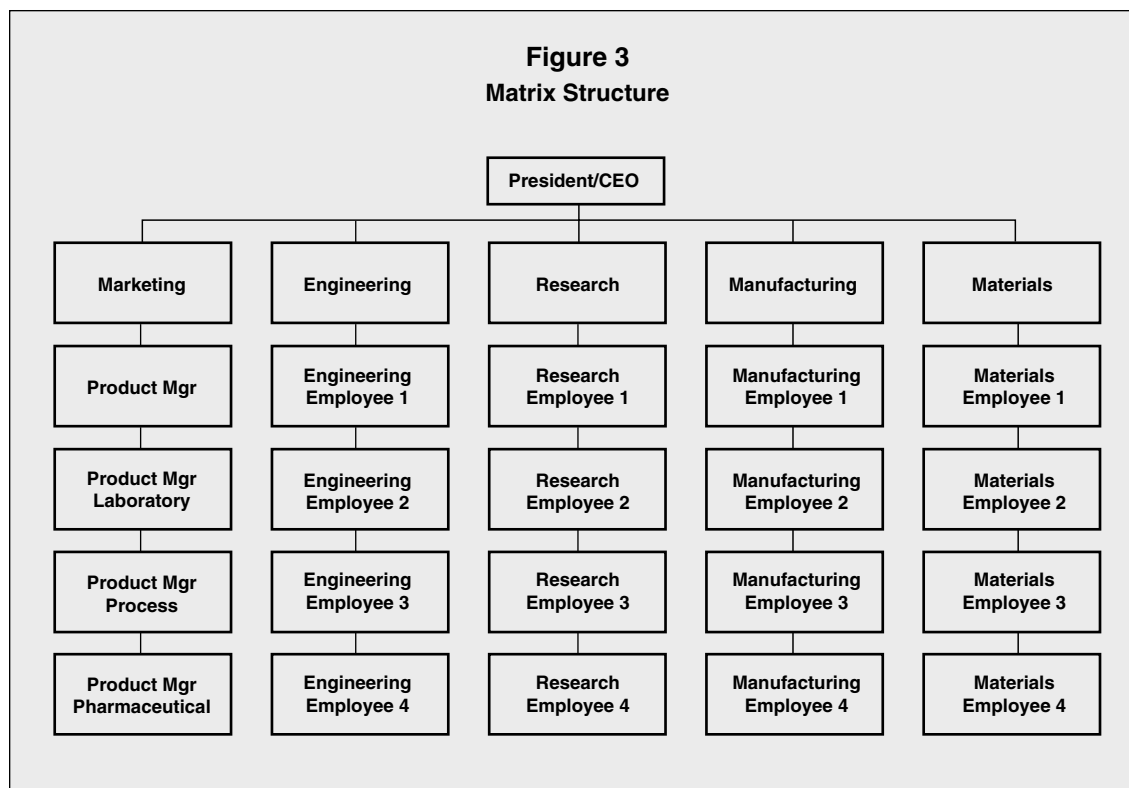 Figure 3
Matrix Structure
President/CEO
Marketing
Engineering
Research
Manufacturing
Materials
Product Mgr
Engineering
Employee 1
Research
Employee 1
Manufacturing
Employee 1
Materials
Employee 1
Product Mgr
Laboratory
Engineering
Employee 2
Research
Employee 2
Manufacturing
Employee 2
Materials
Employee 2
Product Mgr
Process
Engineering
Employee 3
Research
Employee 3
Manufacturing
Employee 3
Materials
Employee 3
Product Mgr
Pharmaceutical
Engineering
Employee 4
Research
Employee 4
Manufacturing
Employee 4
Materials
Employee 4